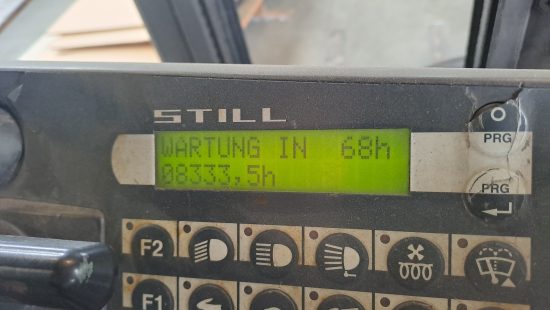 STILL
WARTUNG IN 68h
08333,5h
PRG
PRG
F2
F1